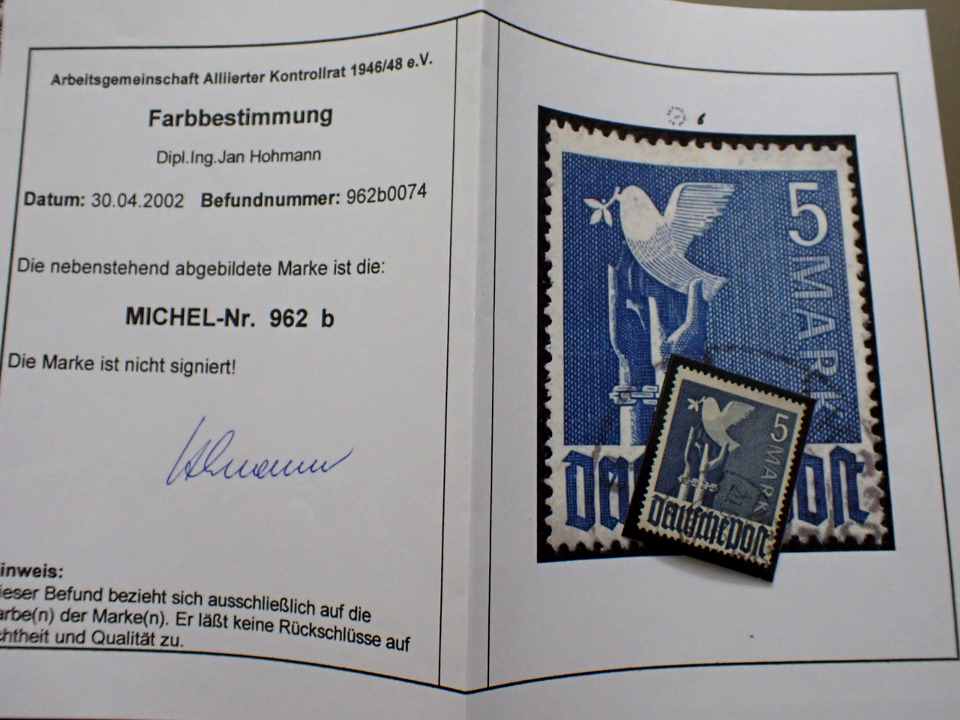 Arbeitsgemeinschaft Alliierter Kontrollrat 1946/48 e.V.
Farbbestimmung
Dipl.Ing.Jan Hohmann
Datum: 30.04.2002 Befundnummer: 962b0074
Die nebenstehend abgebildete Marke ist die:
MICHEL-Nr. 962 b
Die Marke ist nicht signiert!
inweis:
ieser Befund bezieht sich ausschließlich auf die
arbe(n) der Marke(n). Er läßt keine Rückschlüsse auf
chtheit und Qualität zu.
5 MARK
5 MARK
deutsche post